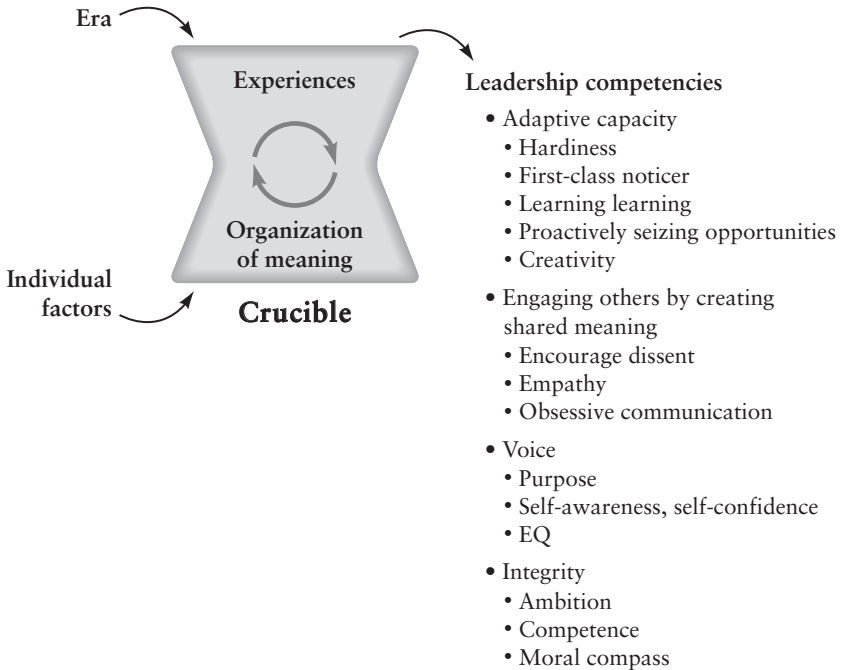 Era
Experiences
Organization
of meaning
Individual
factors
Crucible
Leadership competencies
• Adaptive capacity
• Hardiness
• First-class noticer
• Learning learning
• Proactively seizing opportunities
• Creativity
• Engaging others by creating
shared meaning
• Encourage dissent
• Empathy
• Obsessive communication
• Voice
• Purpose
• Self-awareness, self-confidence
• EQ
• Integrity
• Ambition
• Competence
• Moral compass